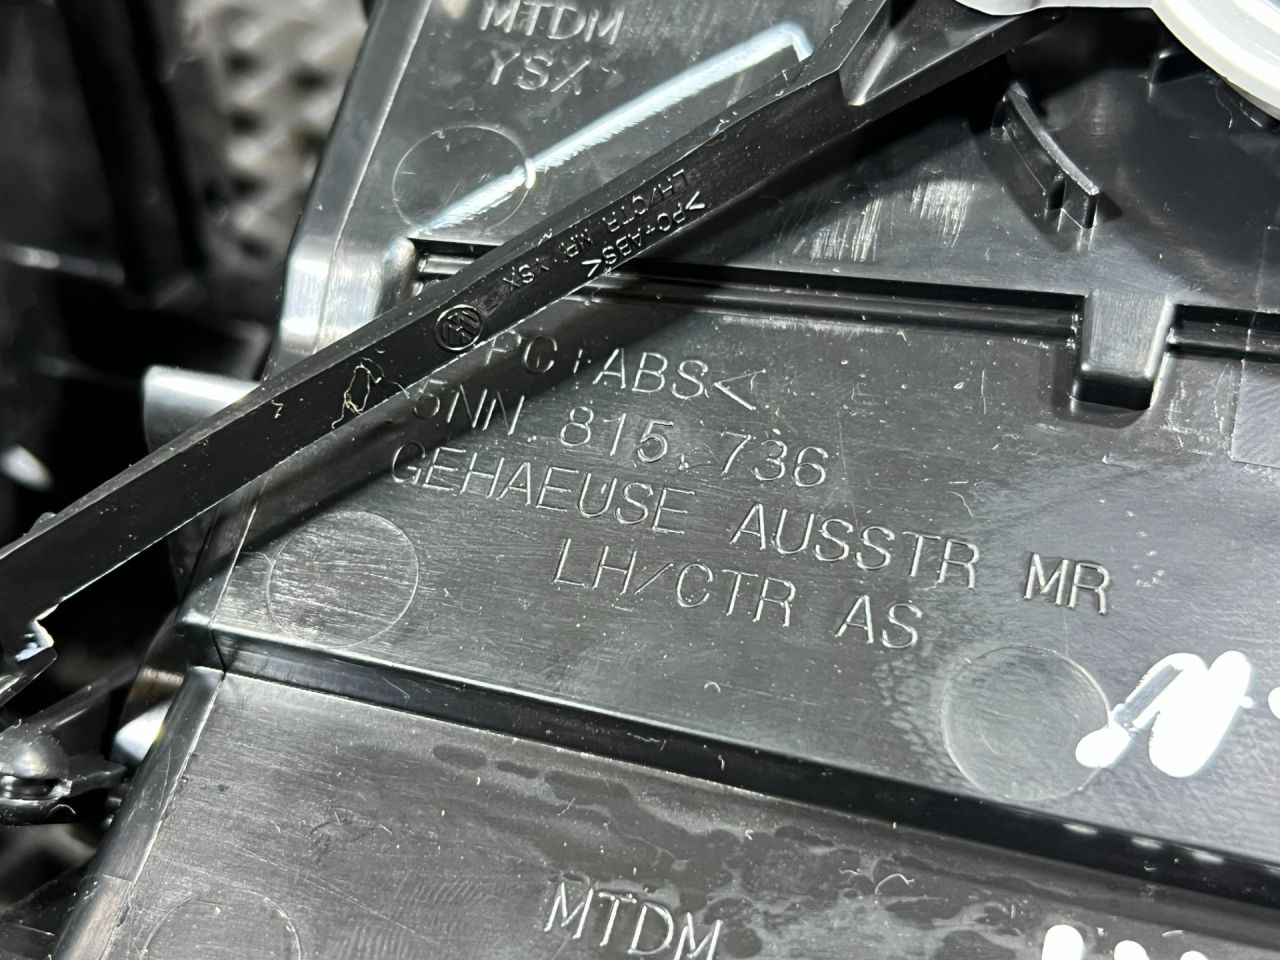 MTDM
YSX
>PC+ABS<
LH/CTR MR YSX
PC+ABS<
5NN. 815. 736
GEHAEUSE AUSSTR MR
LH/CTR AS
MTDM